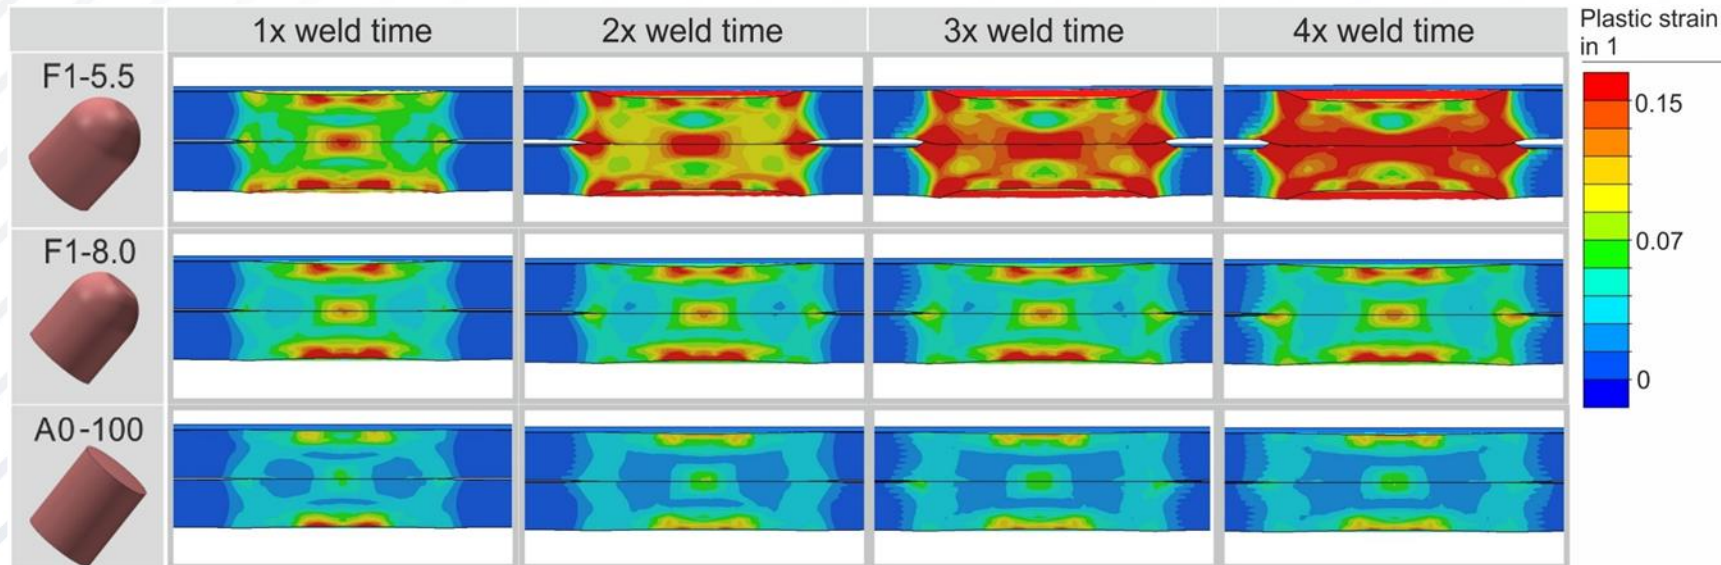 1x weld time
2x weld time
3x weld time
4x weld time
Plastic strain
in 1
F1-5.5
0.15
0.07
0
F1-8.0
A0-100